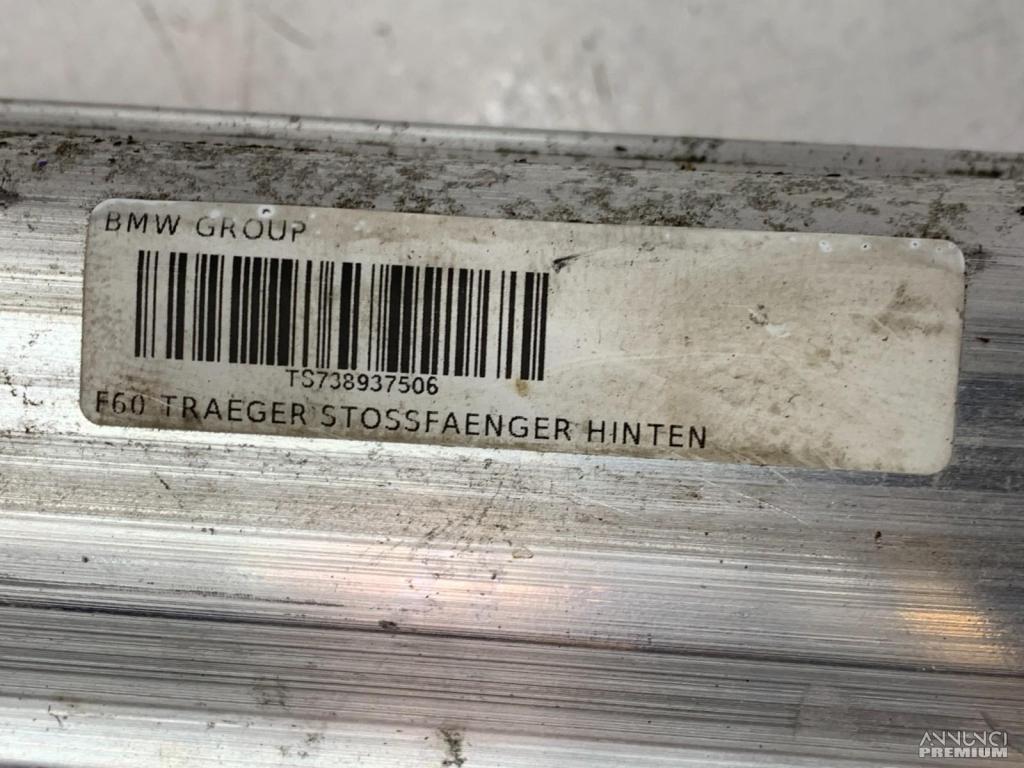 BMW GROUP
TS738937506
F60 TRAEGER STOSSFAENGER HINTEN
ANNUNCI
PREMIUM